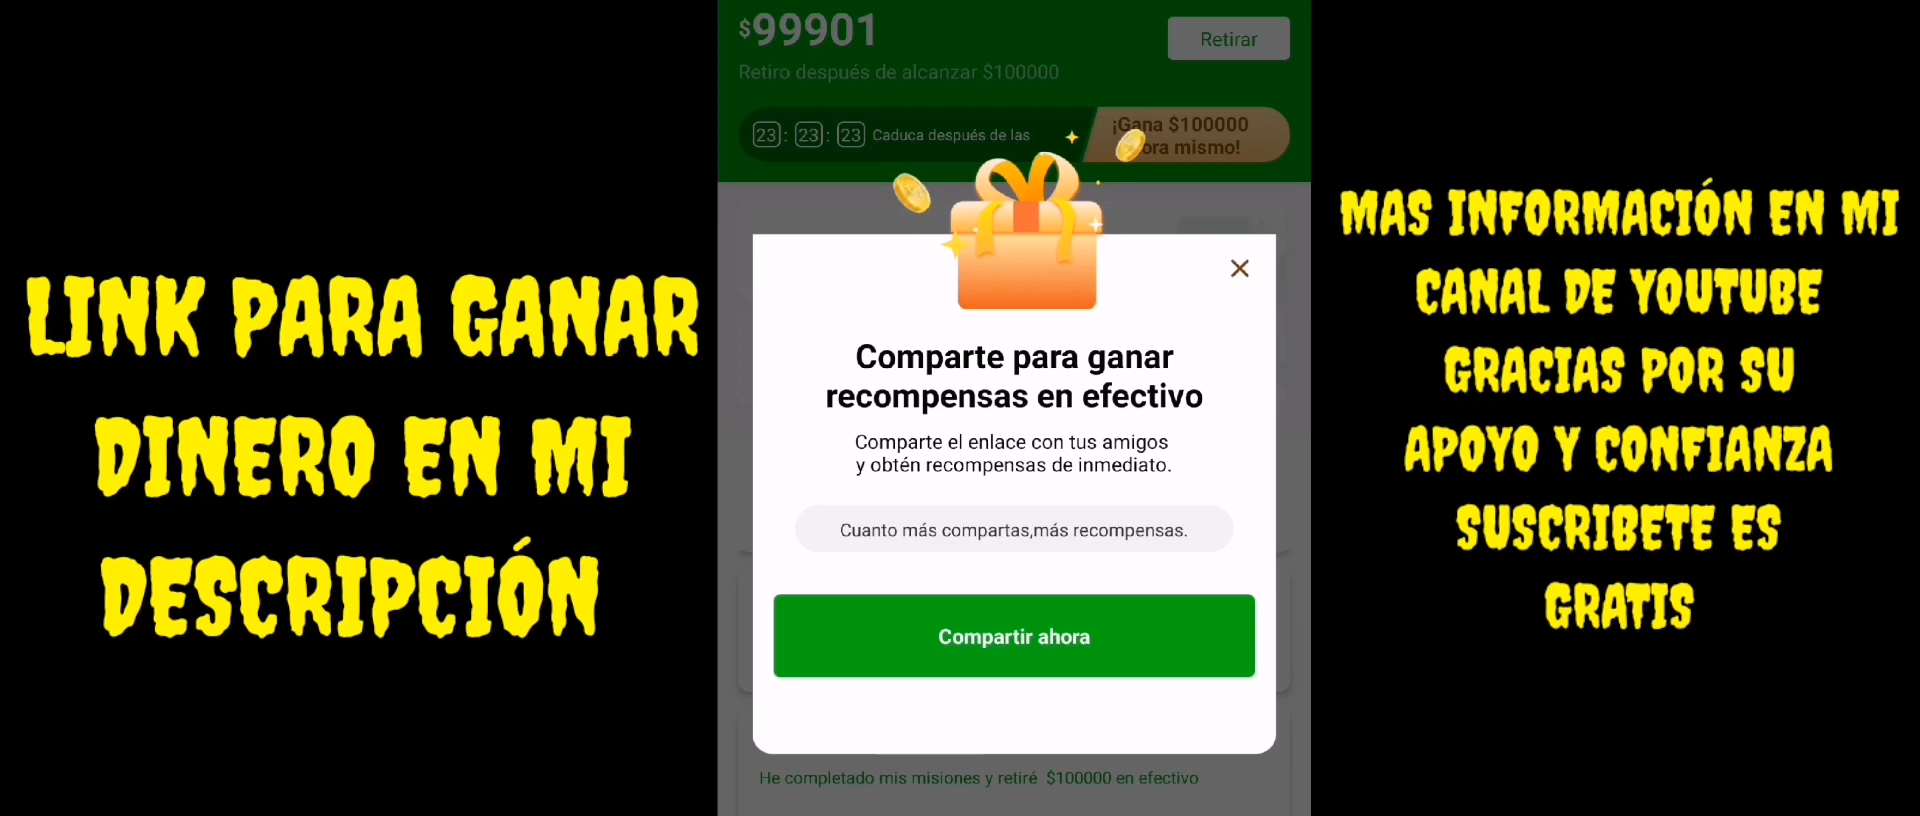 LINK PARA GANAR
DINERO EN MI
DESCRIPCIÓN
$99901
Retirar
Retiro después de alcanzar $100000
23: 23: 23 Caduca después de las
¡Gana $100000
ora mismo!
Comparte para ganar
recompensas en efectivo
Comparte el enlace con tus amigos
y obtén recompensas de inmediato.
Cuanto más compartas,más recompensas.
Compartir ahora
He completado mis misiones y retiré $100000 en efectivo
MAS INFORMACIÓN EN MI
CANAL DE YOUTUBE
GRACIAS POR SU
APOYO Y CONFIANZA
SUSCRIBETE ES
GRATIS